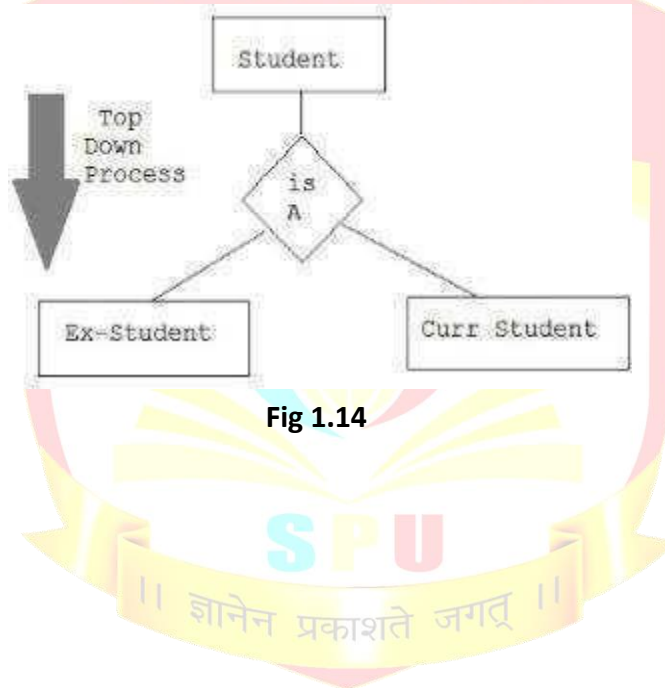 Student
Top
Down
Process
is
A
Ex-Student
Curr Student
Fig 1.14
SPU
॥ ज्ञानेन प्रकाशते जगत् ॥